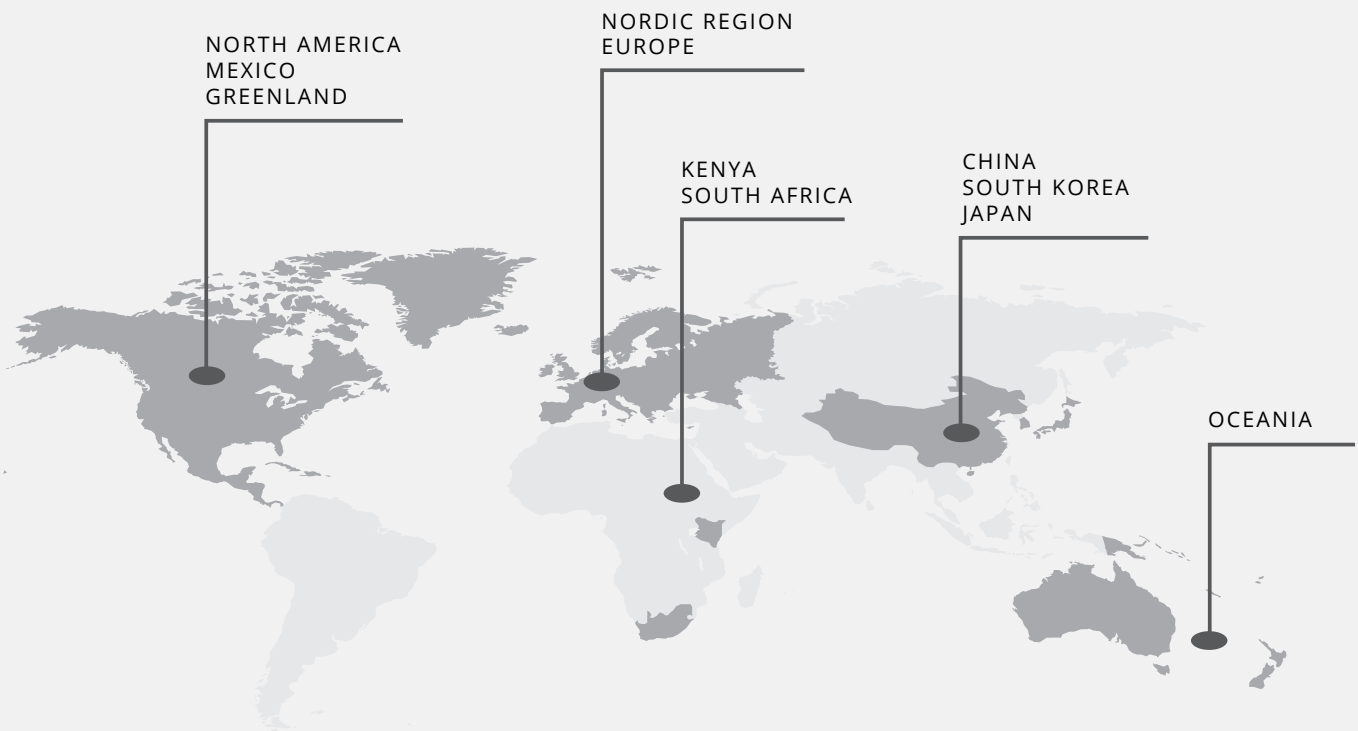 NORTH AMERICA
MEXICO
GREENLAND
NORDIC REGION
EUROPE
KENYA
SOUTH AFRICA
CHINA
SOUTH KOREA
JAPAN
OCEANIA